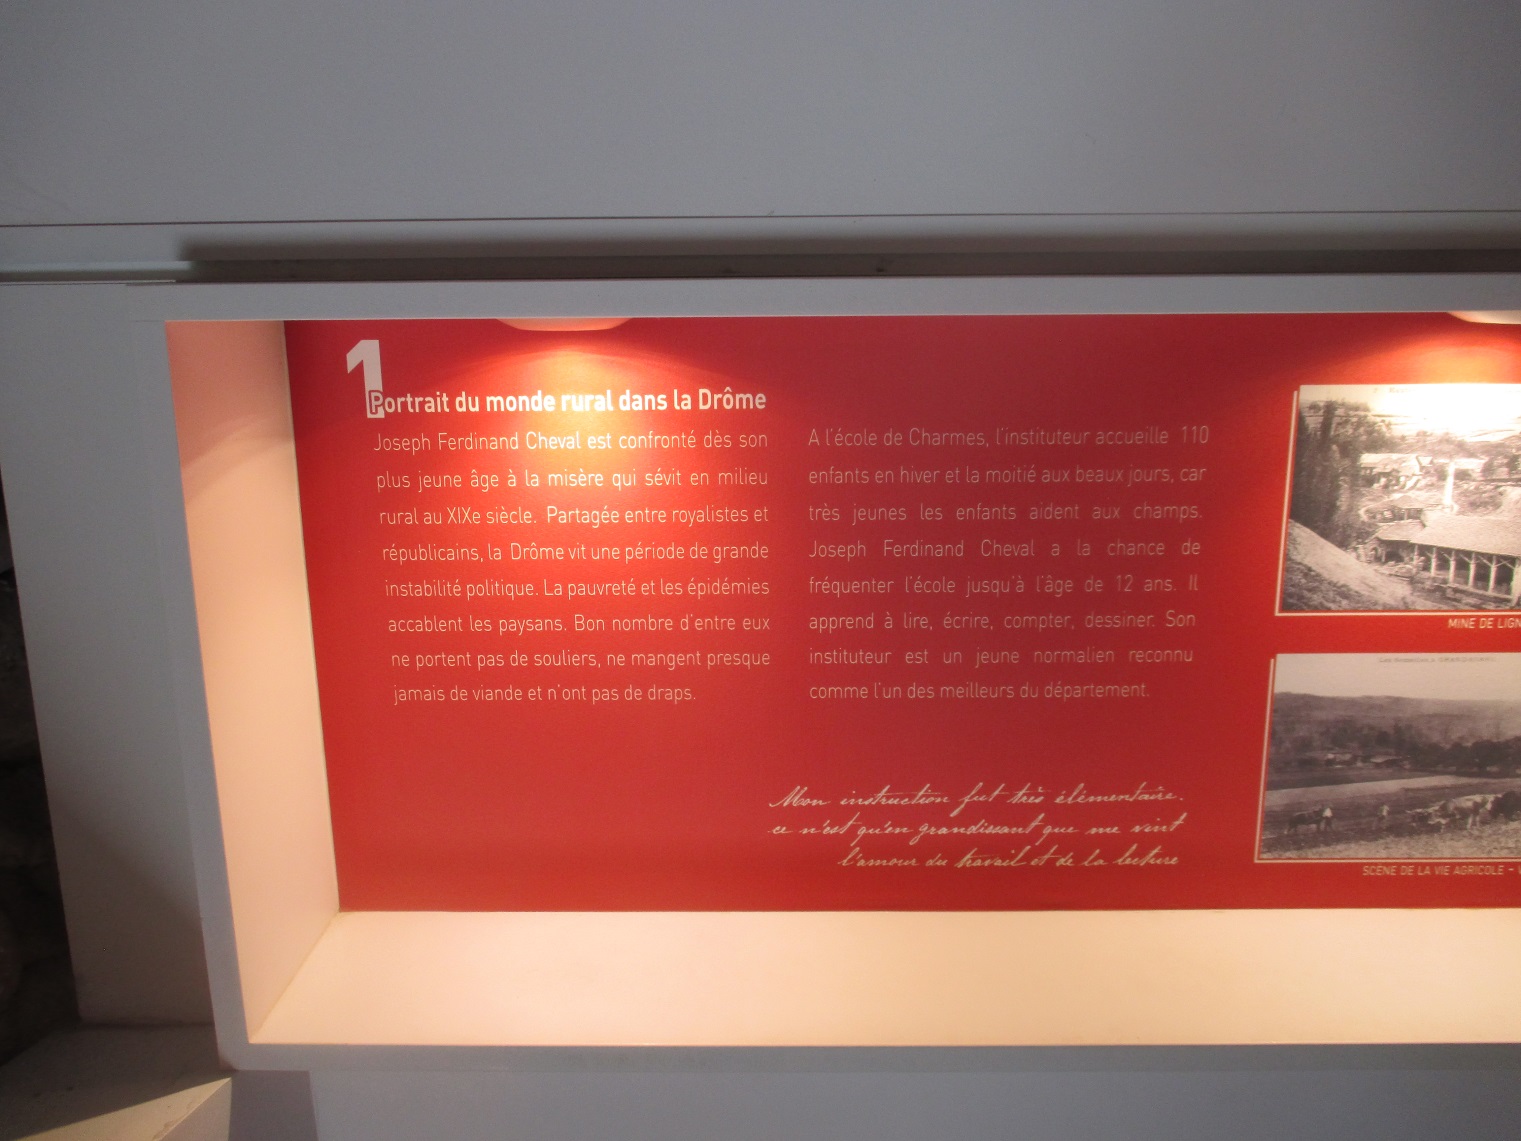 1
Portrait du monde rural dans la Drôme
Joseph Ferdinand Cheval est confronté dès son
plus jeune âge à la misère qui sévit en milieu
rural au XIXe siècle. Partagée entre royalistes et
républicains, la Drôme vit une période de grande
instabilité politique. La pauvreté et les épidémies
accablent les paysans. Bon nombre d'entre eux
ne portent pas de souliers, ne mangent presque
jamais de viande et n'ont pas de draps.
A l'école de Charmes, l'instituteur accueille 110
enfants en hiver et la moitié aux beaux jours, car
très jeunes les enfants aident aux champs.
Joseph Ferdinand Cheval a la chance de
fréquenter l'école jusqu'à l'âge de 12 ans. Il
apprend à lire, écrire, compter, dessiner. Son
instituteur est un jeune normalien reconnu
comme l'un des meilleurs du département.
Mon instruction fut très élémentaire.
ce n'est qu'en grandissant que me vint
l'amour du travail et de la lecture
MINE DE LIGN
SCÈNE DE LA VIE AGRICOLE -